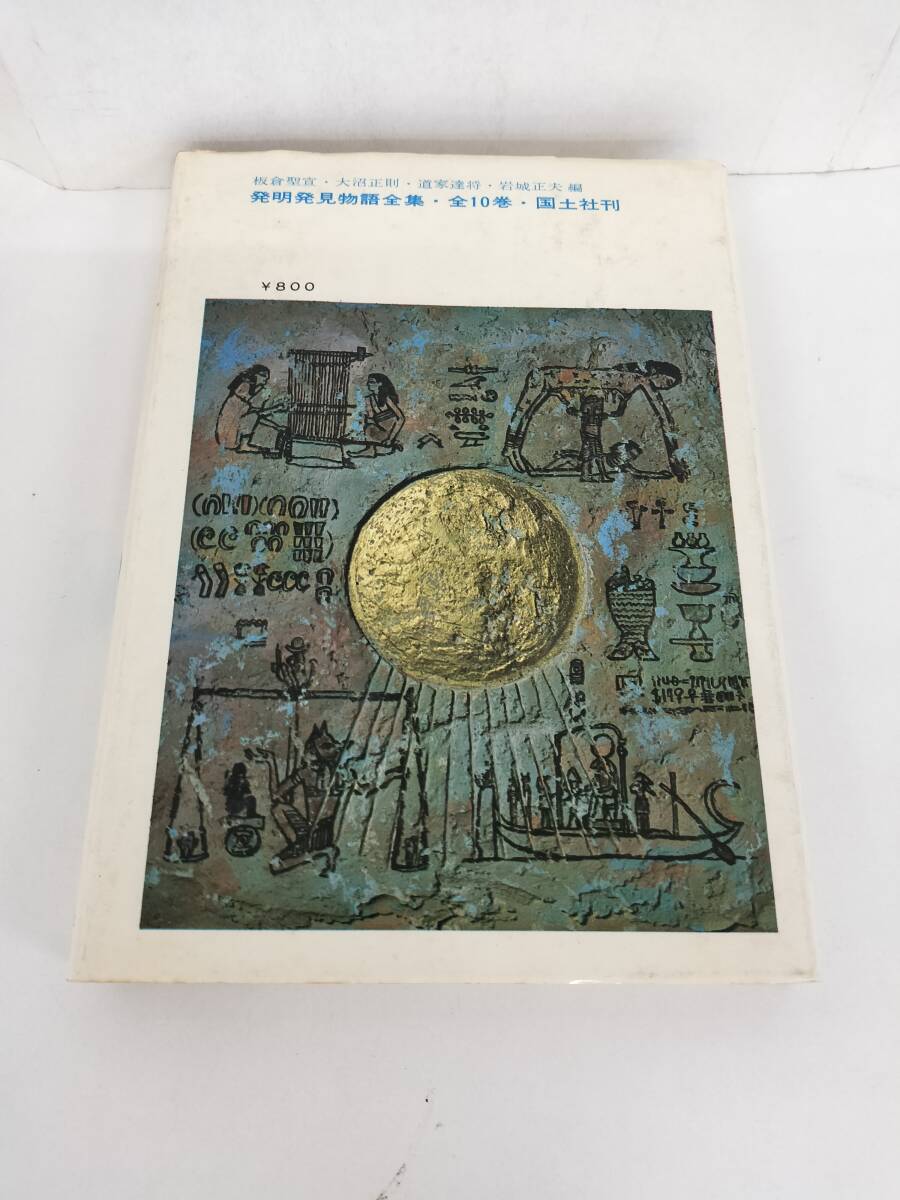 板倉聖宣・大沼正則・道家達将・岩城正夫 編
発明発見物語全集・全10巻・国土社刊
￥800